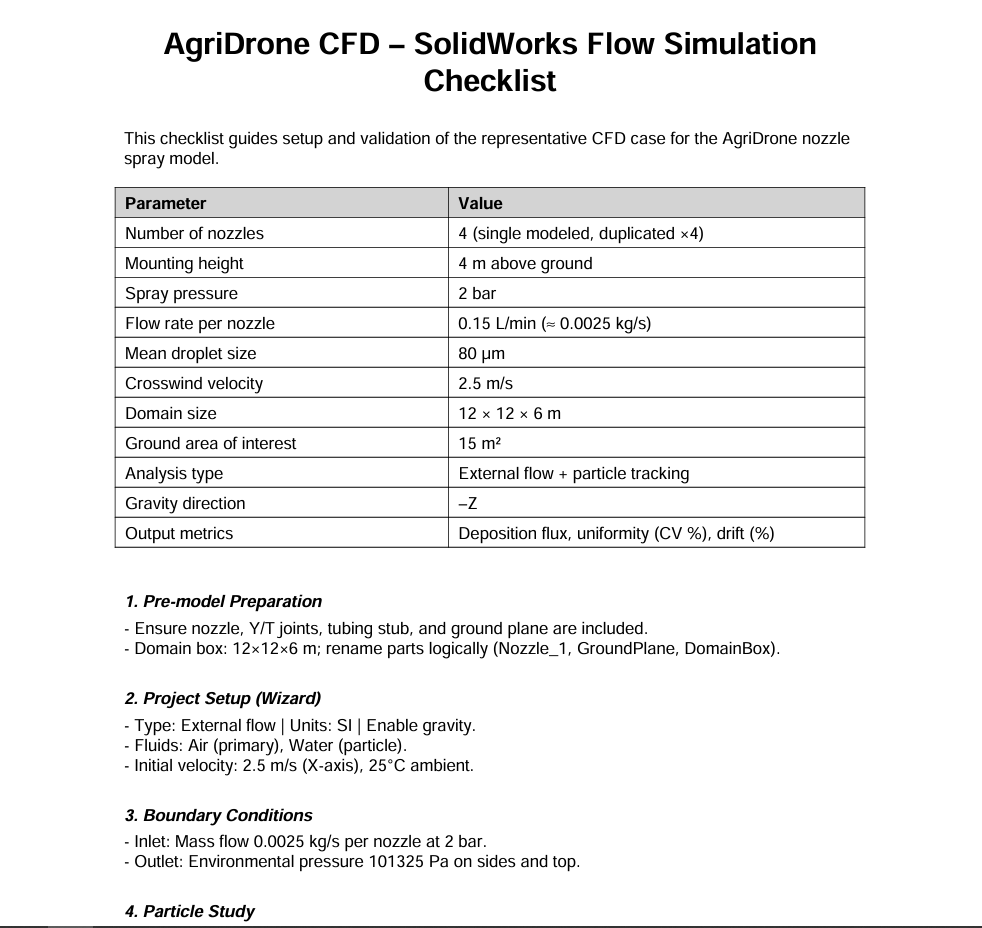 AgriDrone CFD – SolidWorks Flow Simulation
Checklist
This checklist guides setup and validation of the representative CFD case for the AgriDrone nozzle
spray model.
Parameter Value
Number of nozzles 4 (single modeled, duplicated ×4)
Mounting height 4 m above ground
Spray pressure 2 bar
Flow rate per nozzle 0.15 L/min (≈ 0.0025 kg/s)
Mean droplet size 80 µm
Crosswind velocity 2.5 m/s
Domain size 12 × 12 × 6 m
Ground area of interest 15 m²
Analysis type External flow + particle tracking
Gravity direction –Z
Output metrics Deposition flux, uniformity (CV %), drift (%)
1. Pre-model Preparation
- Ensure nozzle, Y/T joints, tubing stub, and ground plane are included.
- Domain box: 12×12×6 m; rename parts logically (Nozzle_1, GroundPlane, DomainBox).
2. Project Setup (Wizard)
- Type: External flow | Units: SI | Enable gravity.
- Fluids: Air (primary), Water (particle).
- Initial velocity: 2.5 m/s (X-axis), 25°C ambient.
3. Boundary Conditions
- Inlet: Mass flow 0.0025 kg/s per nozzle at 2 bar.
- Outlet: Environmental pressure 101325 Pa on sides and top.
4. Particle Study